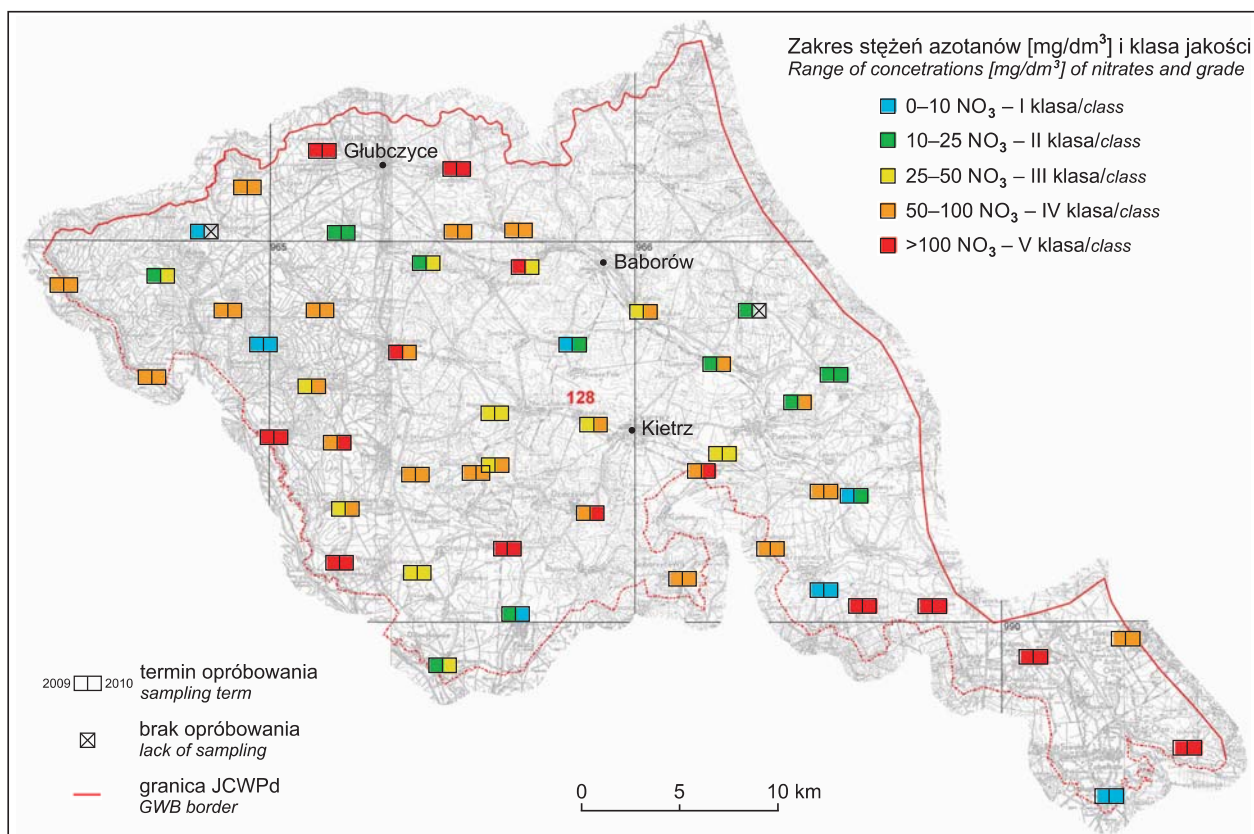 Zakres stężeń azotanów [mg/dm³] i klasa jakości
Range of concetrations [mg/dm³] of nitrates and grade
0–10 NO₃ – I klasa/class
10–25 NO₃ – II klasa/class
25–50 NO₃ – III klasa/class
50–100 NO₃ – IV klasa/class
>100 NO₃ – V klasa/class
Głubczyce
965
966
Baborów
128
Kietrz
990
2009 2010 termin opróbowania
sampling term
brak opróbowania
lack of sampling
granica JCWPd
GWB border
0 5 10 km